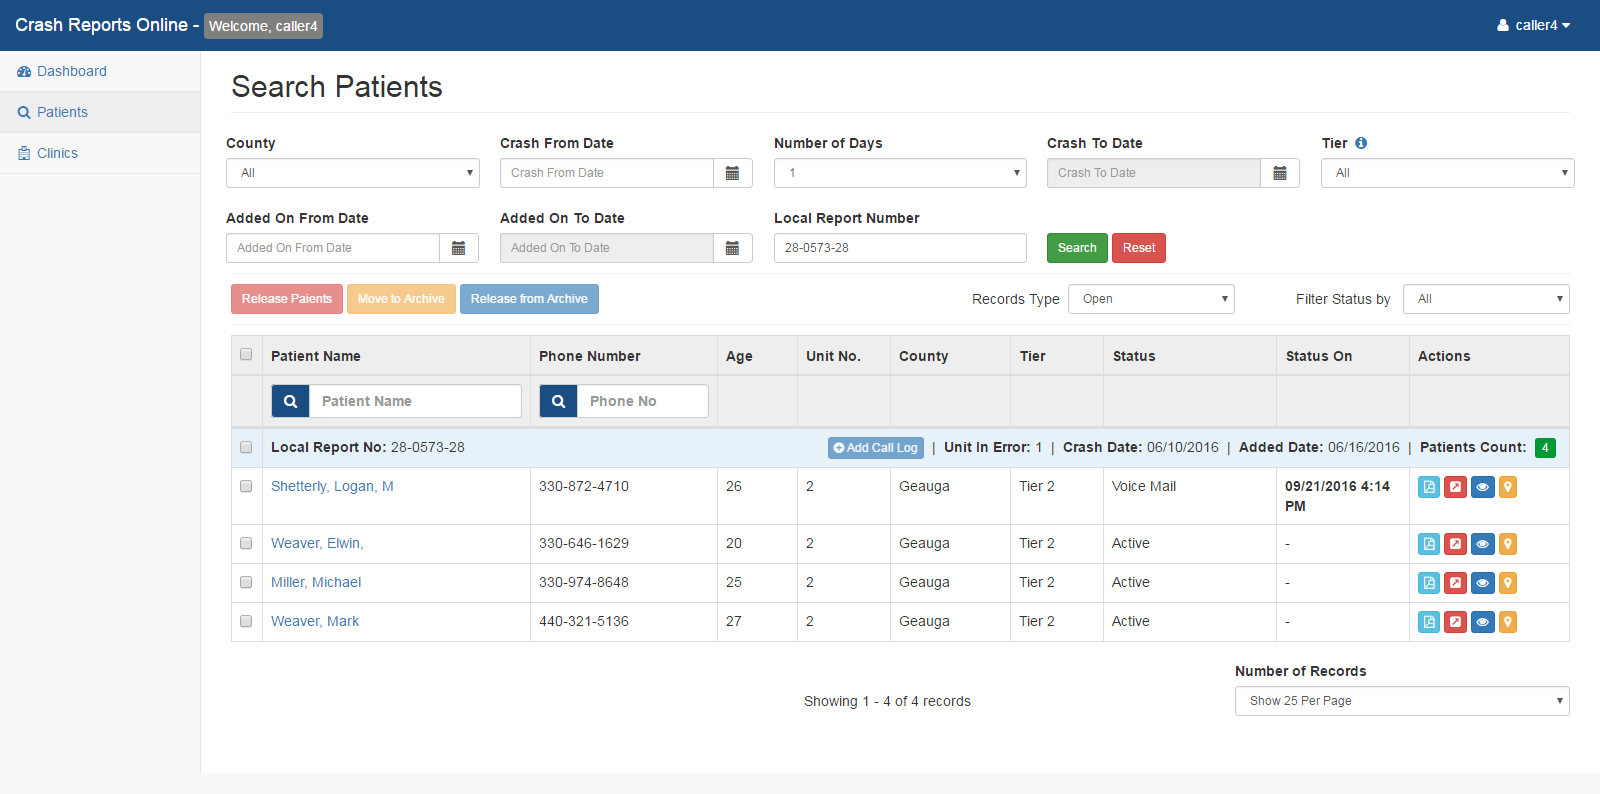 Crash Reports Online - Welcome, caller4
caller4
Dashboard
Patients
Clinics
Search Patients
County Crash From Date Number of Days Crash To Date Tier
All Crash From Date 1 Crash To Date All
Added On From Date Added On To Date Local Report Number
Added On From Date Added On To Date 28-0573-28 Search Reset
Release Paients Move to Archive Release from Archive Records Type Open Filter Status by All
Patient Name Phone Number Age Unit No. County Tier Status Status On Actions
Patient Name Phone No
Local Report No: 28-0573-28 Add Call Log | Unit In Error: 1 | Crash Date: 06/10/2016 | Added Date: 06/16/2016 | Patients Count: 4
Shetterly, Logan, M 330-872-4710 26 2 Geauga Tier 2 Voice Mail 09/21/2016 4:14
PM
Weaver, Elwin, 330-646-1629 20 2 Geauga Tier 2 Active -
Miller, Michael 330-974-8648 25 2 Geauga Tier 2 Active -
Weaver, Mark 440-321-5136 27 2 Geauga Tier 2 Active -
Number of Records
Showing 1 - 4 of 4 records Show 25 Per Page